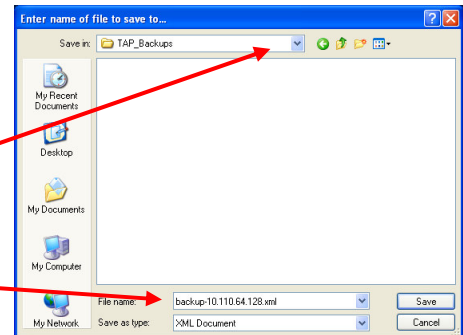 Enter name of file to save to...
Save in: TAP_Backups
My Recent
Documents
Desktop
My Documents
My Computer
My Network
File name: backup-10.110.64.128.xml Save
Save as type: XML Document Cancel